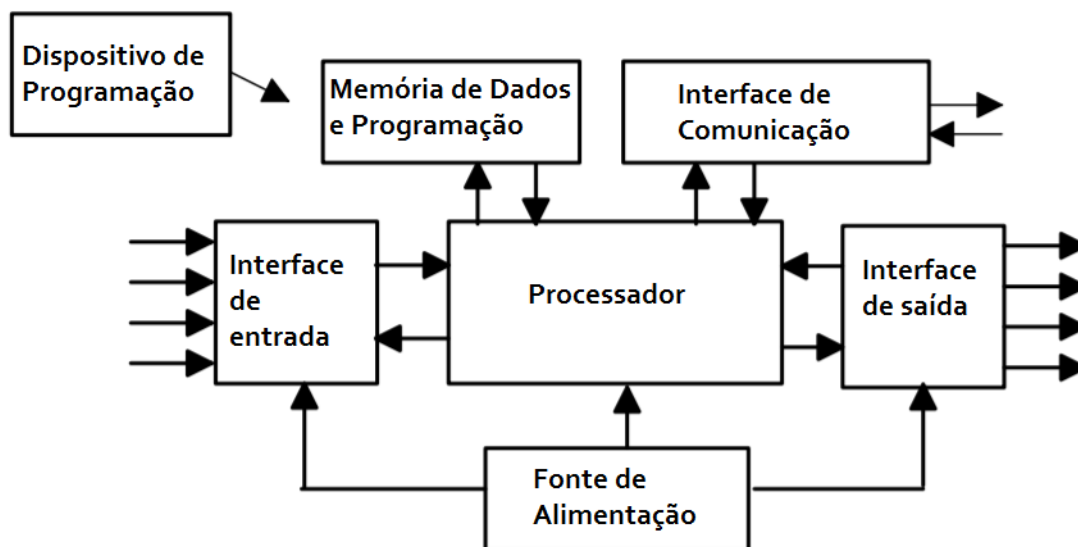 Dispositivo de
Programação
Memória de Dados
e Programação
Interface de
Comunicação
Interface
de
entrada
Processador
Interface
de saída
Fonte de
Alimentação